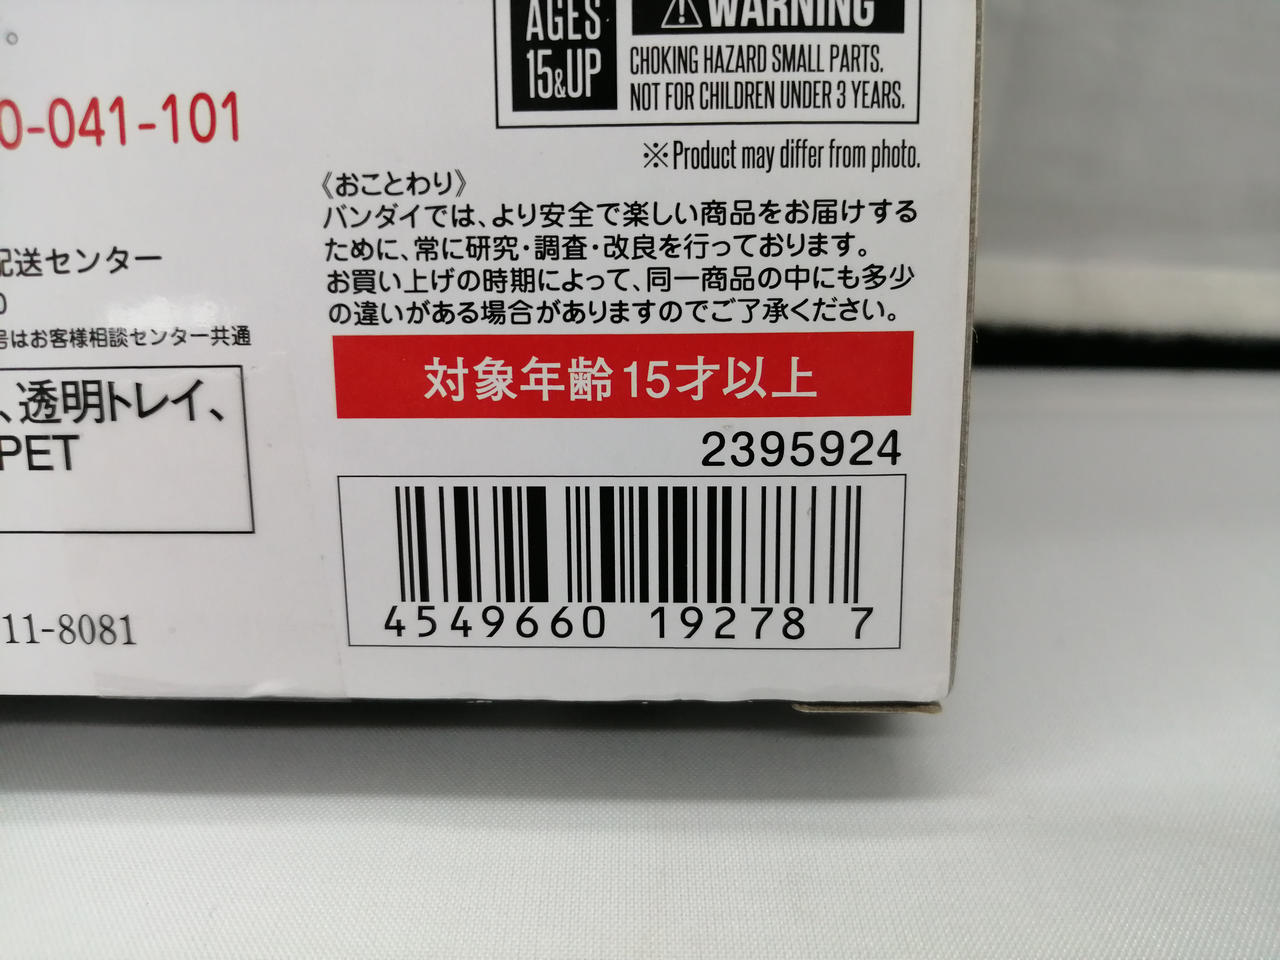 AGES
15&UP
WARNING
CHOKING HAZARD SMALL PARTS.
NOT FOR CHILDREN UNDER 3 YEARS.
※Product may differ from photo.
。
0-041-101
配送センター
0
号はお客様相談センター共通
、透明トレイ、
PET
11-8081
《おことわり》
バンダイでは、より安全で楽しい商品をお届けする
ために、常に研究・調査・改良を行っております。
お買い上げの時期によって、同一商品の中にも多少
の違いがある場合がありますのでご了承ください。
対象年齢15才以上
2395924
4549660 19278 7